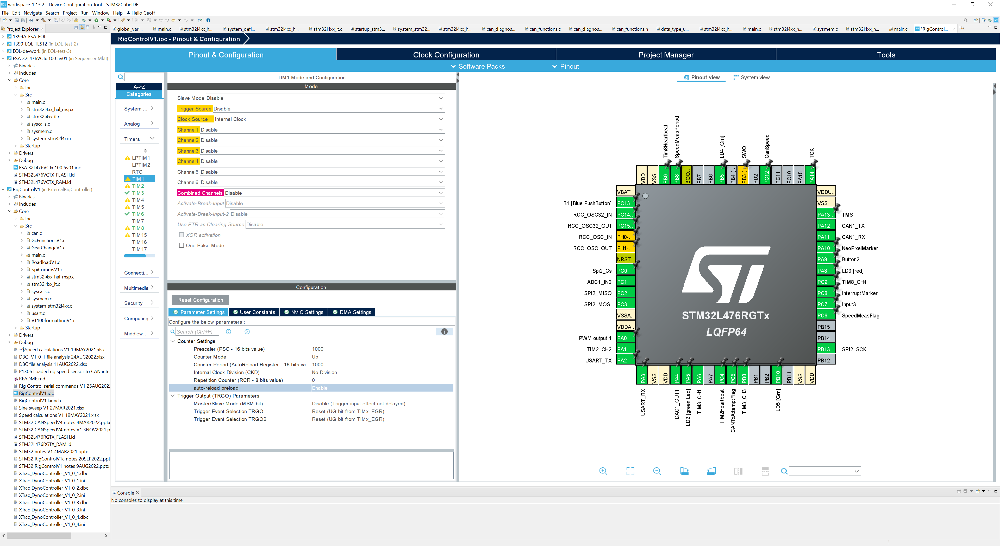 workspace_1.13.2 - Device Configuration Tool - STM32CubeIDE
File Edit Navigate Search Project Run Window Help Hello Geoff
Project Explorer
global_vari... main.c stm32l4xx_h... system_defi... stm32l4xx_h... stm32l4xx_it.c startup_stm3... system_stm32... stm32l4xx_h... can_diagnos... can_functions.c can_diagnos... can_functions.h data_type_u... stm32l4xx_h... main.c stm32l4xx_h... sysmem.c stm32l4xx_h... main.c *RigControl... 39
1399A-ESA-EOL
1399-EOL-TEST2 (in EOL-test-2)
EOL-devwork (in EOL-test-3)
ESA 32L476VCTx 100 5v01 (in Sequencer MkII)
Binaries
Includes
Core
Inc
Src
main.c
stm32l4xx_hal_msp.c
stm32l4xx_it.c
syscalls.c
sysmem.c
system_stm32l4xx.c
Startup
Drivers
Debug
ESA 32L476VCTx 100 5v01.ioc
STM32L476VCTX_FLASH.ld
STM32L476VCTX_RAM.ld
RigControlV1 (in ExternalRigController)
Binaries
Includes
Core
Inc
Src
can.c
GcFunctionsV1.c
GearChangeV1.c
main.c
RoadloadV1.c
SpiCommsV1.c
stm32l4xx_hal_msp.c
stm32l4xx_it.c
syscalls.c
sysmem.c
system_stm32l4xx.c
usart.c
VT100formattingV1.c
Startup
Drivers
Debug
~$Speed calculations V1 19MAY2021.xlsx
DBC _V1_0_1 file analysis 24AUG2022.xlsx
DBC file analysis 11AUG2022.xlsx
P1306 Loaded rig speed sensor to CAN inte
README.md
Rig Control serial commands V1 25AUG202
RigControlV1.ioc
RigControlV1.launch
Sine sweep V1 27MAR2021.xlsx
Speed calculations V1 19MAY2021.xlsx
STM32 CANSpeedV4 notes 4MAR2022.pptx
STM32 CANSpeedV4 notes V1 3NOV2021.p
STM32L476RGTX_FLASH.ld
STM32L476RGTX_RAM.ld
STM32 notes V1 4MAR2021.pptx
STM32 RigControlV1a notes 20SEP2022.ppt
STM32 RigControlV1 notes 9AUG2022.pptx
XTrac_DynoController_V1_0_1.dbc
XTrac_DynoController_V1_0_1.ini
XTrac_DynoController_V1_0_2.dbc
XTrac_DynoController_V1_0_2.ini
XTrac_DynoController_V1_0_3.dbc
XTrac_DynoController_V1_0_3.ini
XTrac_DynoController_V1_0_4.dbc
XTrac_DynoController_V1_0_4.ini
RigControlV1.ioc - Pinout & Configuration
Pinout & Configuration Clock Configuration Project Manager Tools
Software Packs Pinout
A->Z
Categories
System ...
Analog
Timers
LPTIM1
LPTIM2
RTC
TIM1
TIM2
TIM3
TIM4
TIM5
TIM6
TIM7
TIM8
TIM15
TIM16
TIM17
Connecti...
Multimedia
Security
Computing
Middlew...
TIM1 Mode and Configuration
Mode
Slave Mode Disable
Trigger Source Disable
Clock Source Internal Clock
Channel1 Disable
Channel2 Disable
Channel3 Disable
Channel4 Disable
Channel5 Disable
Channel6 Disable
Combined Channels Disable
Activate-Break-Input Disable
Activate-Break-Input-2 Disable
Use ETR as Clearing Source Disable
XOR activation
One Pulse Mode
Configuration
Reset Configuration
Parameter Settings User Constants NVIC Settings DMA Settings
Configure the below parameters :
Search (Ctrl+F)
Counter Settings
Prescaler (PSC - 16 bits value) 1000
Counter Mode Up
Counter Period (AutoReload Register - 16 bits va... 1000
Internal Clock Division (CKD) No Division
Repetition Counter (RCR - 8 bits value) 0
auto-reload preload Enable
Trigger Output (TRGO) Parameters
Master/Slave Mode (MSM bit) Disable (Trigger input effect not delayed)
Trigger Event Selection TRGO Reset (UG bit from TIMx_EGR)
Trigger Event Selection TRGO2 Reset (UG bit from TIMx_EGR)
Pinout view System view
Tim8Heartbeat SpeedMeasPeriod LD4 [Grn] SWO CanSpeed TCK
VDD VSS PB9 PB8 BOO.. PB7 PB6 PB5 PB4 (.. PB3 (.. PD2 PC12 PC11 PC10 PA15 .. PA14 ..
VBAT VDDU..
B1 [Blue PushButton] PC13 VSS
RCC_OSC32_IN PC14.. PA13 .. TMS
RCC_OSC32_OUT PC15.. PA12 CAN1_TX
RCC_OSC_IN PH0-.. PA11 CAN1_RX
RCC_OSC_OUT PH1-.. PA10 NeoPixelMarker
NRST PA9 Button2
Spi2_Cs PC0 PA8 LD3 [red]
ADC1_IN2 PC1 PC9 TIM8_CH4
SPI2_MISO PC2 PC8 InterruptMarker
SPI2_MOSI PC3 PC7 Input3
VSSA.. PC6 SpeedMeasFlag
VDDA.. PB15
PWM output 1 PA0 PB14
TIM2_CH2 PA1 PB13 SPI2_SCK
USART_TX PA2 PB12
ST
STM32L476RGTx
LQFP64
PA3 VSS VDD PA4 PA5 PA6 PA7 PC4 PC5 PB0 PB1 PB2 PB10 PB11 VSS VDD
USART_RX DAC1_OUT1 LD2 [green Led] TIM3_CH1 TIM2Heartbeat CANTxAttemptFlag TIM3_CH3 LD5 [Grn]
Console
No consoles to display at this time.